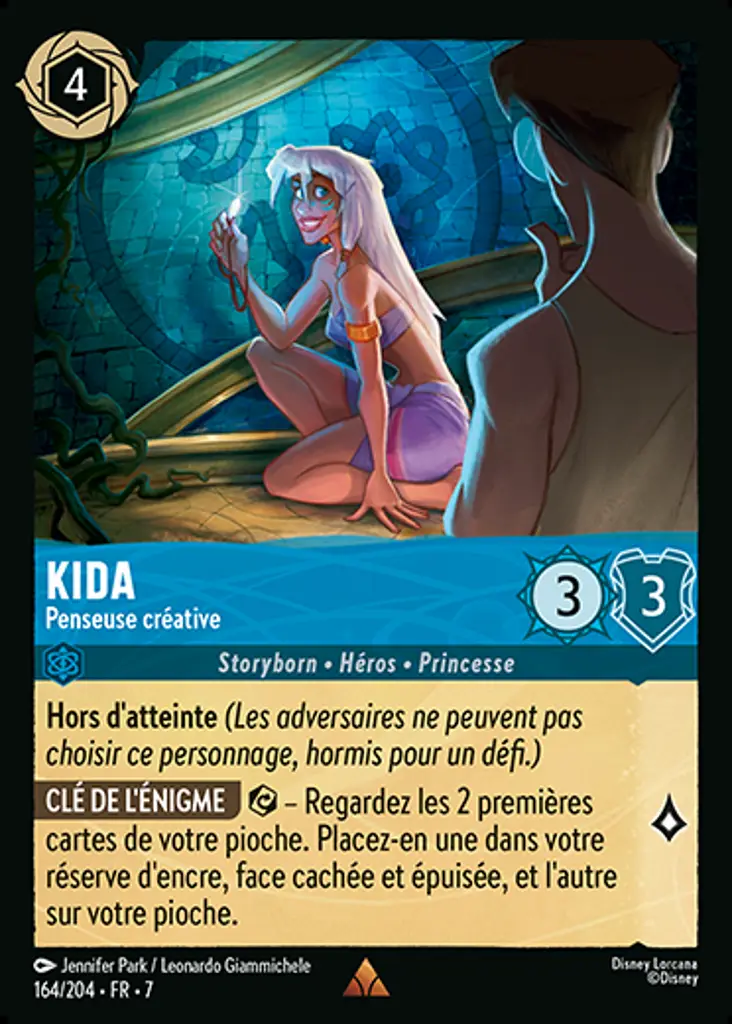 4
KIDA
Penseuse créative
3
3
Storyborn • Héros • Princesse
Hors d'atteinte (Les adversaires ne peuvent pas
choisir ce personnage, hormis pour un défi.)
CLÉ DE L'ÉNIGME – Regardez les 2 premières
cartes de votre pioche. Placez-en une dans votre
réserve d'encre, face cachée et épuisée, et l'autre
sur votre pioche.
Jennifer Park / Leonardo Giammichele
Disney Lorcana
164/204 • FR • 7
©Disney